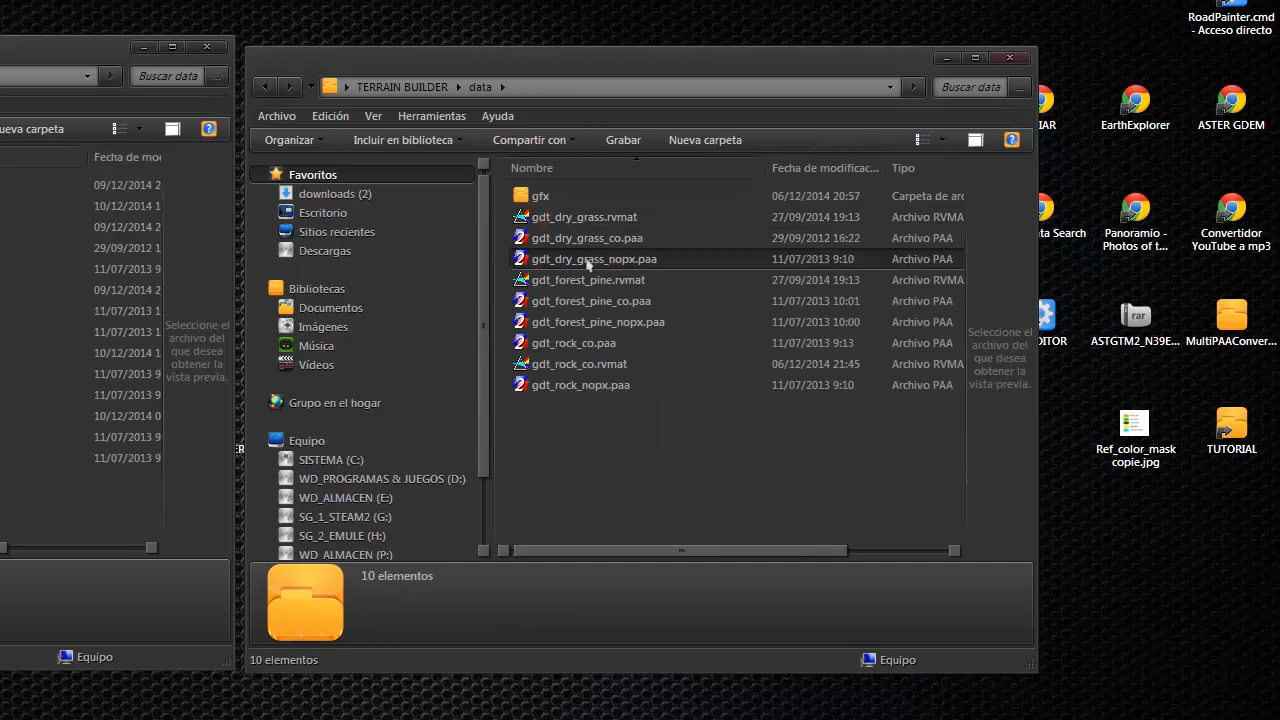 RoadPainter.cmd
- Acceso directo
Buscar data
...
ueva carpeta
Fecha de mod
09/12/2014 2
10/12/2014 1
09/12/2014 2
29/09/2012 1
11/07/2013 9
09/12/2014 2
11/07/2013 1
11/07/2013 1
10/12/2014 1
11/07/2013 9
11/07/2013 9
10/12/2014 0
11/07/2013 9
11/07/2013 9
Seleccione el
archivo del
que desea
obtener la
vista previa.
Equipo
TERRAIN BUILDER
data
Buscar data
...
Archivo
Edición
Ver
Herramientas
Ayuda
Organizar
Incluir en biblioteca
Compartir con
Grabar
Nueva carpeta
Favoritos
downloads (2)
Escritorio
Sitios recientes
Descargas
Bibliotecas
Documentos
Imágenes
Música
Vídeos
Grupo en el hogar
Equipo
SISTEMA (C:)
WD_PROGRAMAS & JUEGOS (D:)
WD_ALMACEN (E:)
SG_1_STEAM2 (G:)
SG_2_EMULE (H:)
WD_ALMACEN (P:)
Nombre
Fecha de modificac...
Tipo
gfx
06/12/2014 20:57
Carpeta de arc
gdt_dry_grass.rvmat
27/09/2014 19:13
Archivo RVMA
gdt_dry_grass_co.paa
29/09/2012 16:22
Archivo PAA
gdt_dry_grass_nopx.paa
11/07/2013 9:10
Archivo PAA
gdt_forest_pine.rvmat
27/09/2014 19:13
Archivo RVMA
gdt_forest_pine_co.paa
11/07/2013 10:01
Archivo PAA
gdt_forest_pine_nopx.paa
11/07/2013 10:00
Archivo PAA
gdt_rock_co.paa
11/07/2013 9:13
Archivo PAA
gdt_rock_co.rvmat
06/12/2014 21:45
Archivo RVMA
gdt_rock_nopx.paa
11/07/2013 9:10
Archivo PAA
Seleccione el
archivo del
que desea
obtener la
vista previa.
10 elementos
10 elementos
Equipo
IAR
EarthExplorer
ASTER GDEM
ta Search
Panoramio -
Photos of t...
Convertidor
YouTube a mp3
DITOR
rar
ASTGTM2_N39E...
MultiPAAConver...
Ref_color_mask
copie.jpg
TUTORIAL
ER